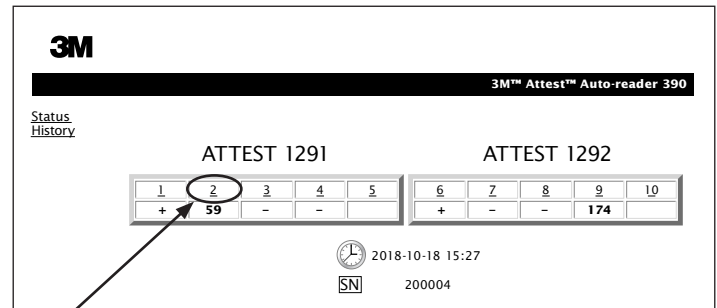 3M
3M™ Attest™ Auto-reader 390
Status
History
ATTEST 1291 ATTEST 1292
1 2 3 4 5 6 7 8 9 10
+ 59 – – + – – 174
2018-10-18 15:27
SN 200004